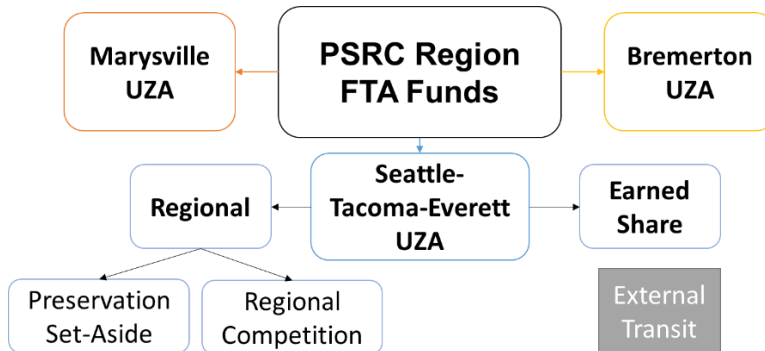 Marysville
UZA
PSRC Region
FTA Funds
Bremerton
UZA
Regional
Seattle-
Tacoma-Everett
UZA
Earned
Share
Preservation
Set-Aside
Regional
Competition
External
Transit